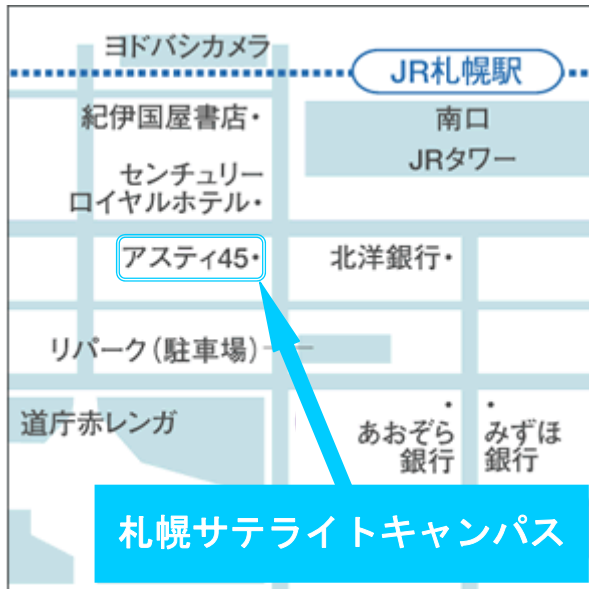 ヨドバシカメラ
JR札幌駅
紀伊国屋書店・
南口
JRタワー
センチュリー
ロイヤルホテル・
アスティ45・
北洋銀行・
リパーク(駐車場)
道庁赤レンガ
・
あおぞら
銀行
・
みずほ
銀行
札幌サテライトキャンパス